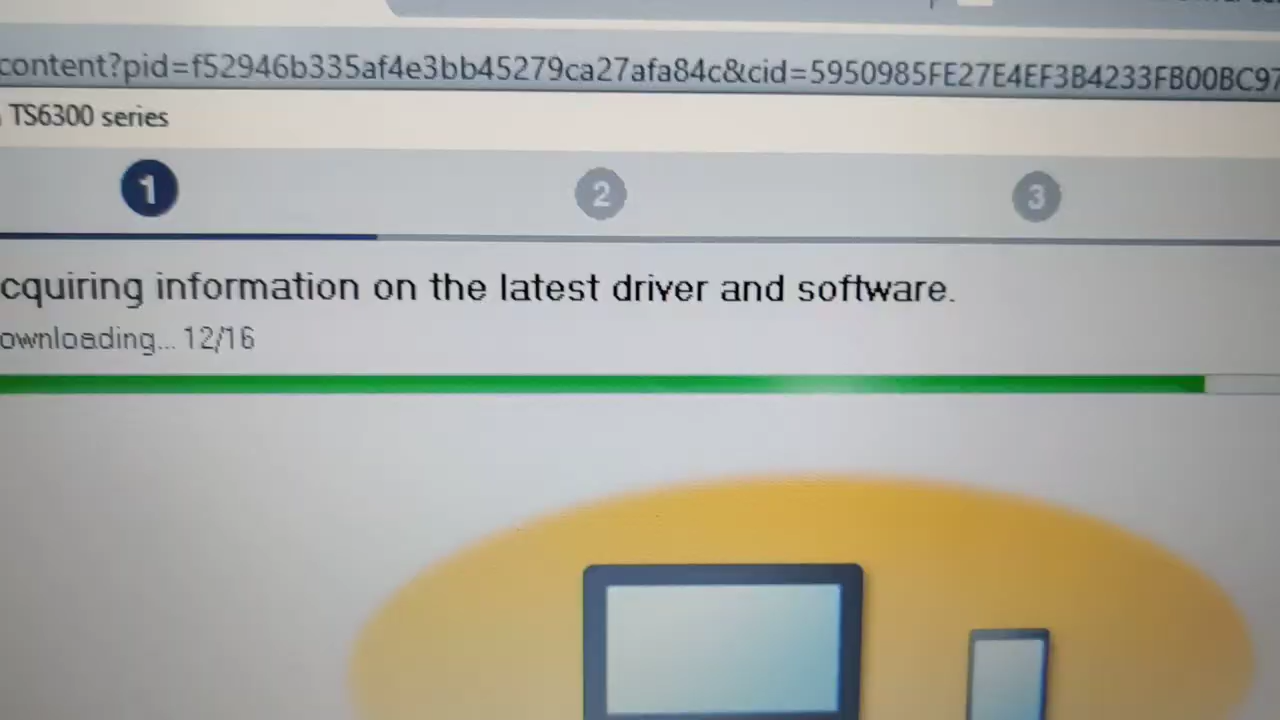 content?pid=f52946b335af4e3bb45279ca27afa84c&cid=5950985FE27E4EF3B4233FB00BC97
TS6300 series
1
2
3
cquiring information on the latest driver and software.
ownloading... 12/16